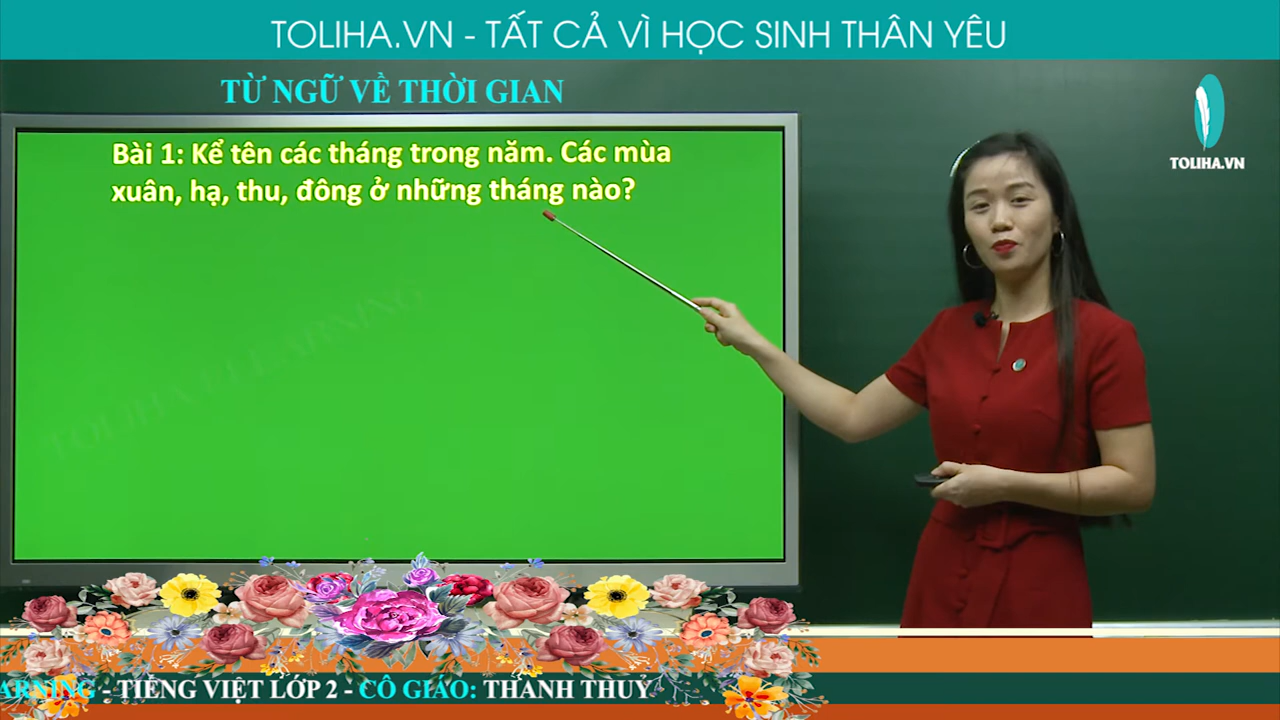 TOLIHA.VN - TẤT CẢ VÌ HỌC SINH THÂN YÊU
TỪ NGỮ VỀ THỜI GIAN
TOLIHA.VN
Bài 1: Kể tên các tháng trong năm. Các mùa
xuân, hạ, thu, đông ở những tháng nào?
ARNING - TIẾNG VIỆT LỚP 2 - CÔ GIÁO: THANH THUỶ